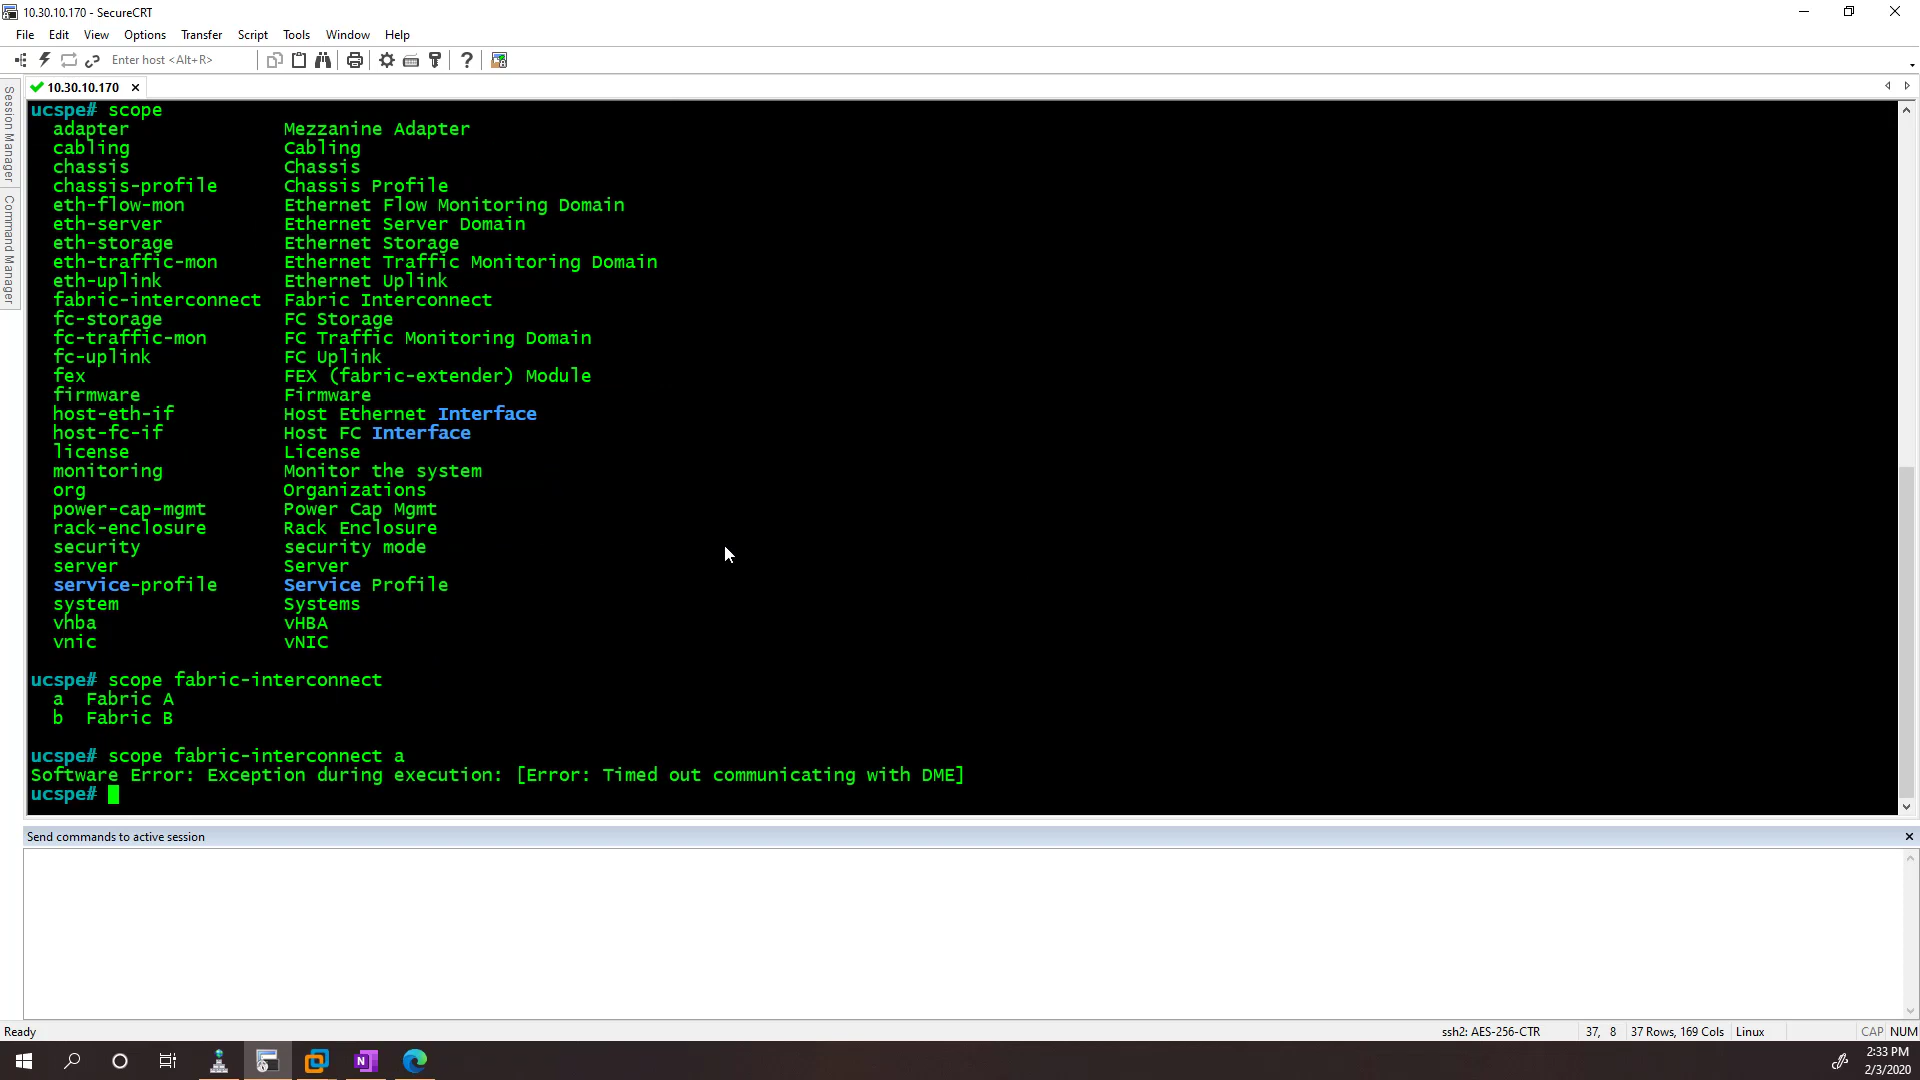 10.30.10.170 - SecureCRT
File Edit View Options Transfer Script Tools Window Help
Enter host <Alt+R>
10.30.10.170
Session Manager
Command Manager
ucspe# scope
adapter Mezzanine Adapter
cabling Cabling
chassis Chassis
chassis-profile Chassis Profile
eth-flow-mon Ethernet Flow Monitoring Domain
eth-server Ethernet Server Domain
eth-storage Ethernet Storage
eth-traffic-mon Ethernet Traffic Monitoring Domain
eth-uplink Ethernet Uplink
fabric-interconnect Fabric Interconnect
fc-storage FC Storage
fc-traffic-mon FC Traffic Monitoring Domain
fc-uplink FC Uplink
fex FEX (fabric-extender) Module
firmware Firmware
host-eth-if Host Ethernet Interface
host-fc-if Host FC Interface
license License
monitoring Monitor the system
org Organizations
power-cap-mgmt Power Cap Mgmt
rack-enclosure Rack Enclosure
security security mode
server Server
service-profile Service Profile
system Systems
vhba vHBA
vnic vNIC
ucspe# scope fabric-interconnect
a Fabric A
b Fabric B
ucspe# scope fabric-interconnect a
Software Error: Exception during execution: [Error: Timed out communicating with DME]
ucspe#
Send commands to active session
Ready ssh2: AES-256-CTR 37, 8 37 Rows, 169 Cols Linux CAP NUM
2:33 PM
2/3/2020